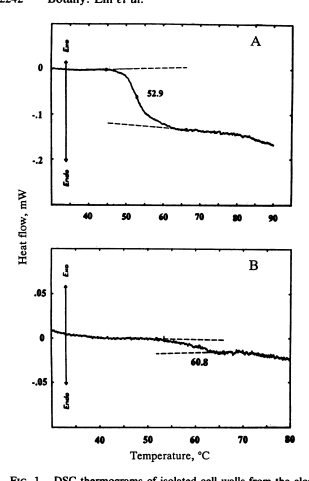 2242 Botany: Lin et al.
A
Exo
0
52.9
-.1
-.2
Endo
40 50 60 70 80 90
Heat flow, mW
B
.05
Exo
0
60.8
-.05
Endo
40 50 60 70 80
Temperature, °C
FIG. 1. DSC thermograms of isolated cell walls from the